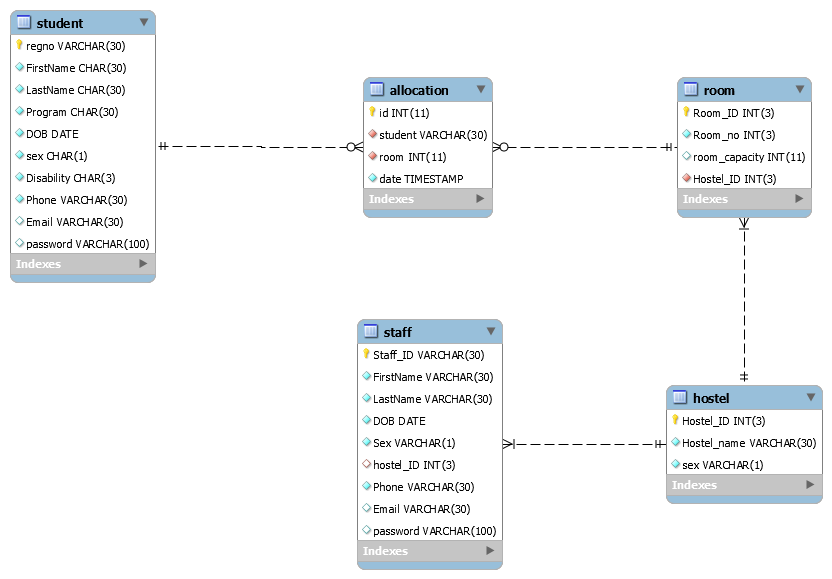 student
regno VARCHAR(30)
FirstName CHAR(30)
LastName CHAR(30)
Program CHAR(30)
DOB DATE
sex CHAR(1)
Disability CHAR(3)
Phone VARCHAR(30)
Email VARCHAR(30)
password VARCHAR(100)
Indexes
allocation
id INT(11)
student VARCHAR(30)
room INT(11)
date TIMESTAMP
Indexes
room
Room_ID INT(3)
Room_no INT(3)
room_capacity INT(11)
Hostel_ID INT(3)
Indexes
staff
Staff_ID VARCHAR(30)
FirstName VARCHAR(30)
LastName VARCHAR(30)
DOB DATE
Sex VARCHAR(1)
hostel_ID INT(3)
Phone VARCHAR(30)
Email VARCHAR(30)
password VARCHAR(100)
Indexes
hostel
Hostel_ID INT(3)
Hostel_name VARCHAR(30)
sex VARCHAR(1)
Indexes